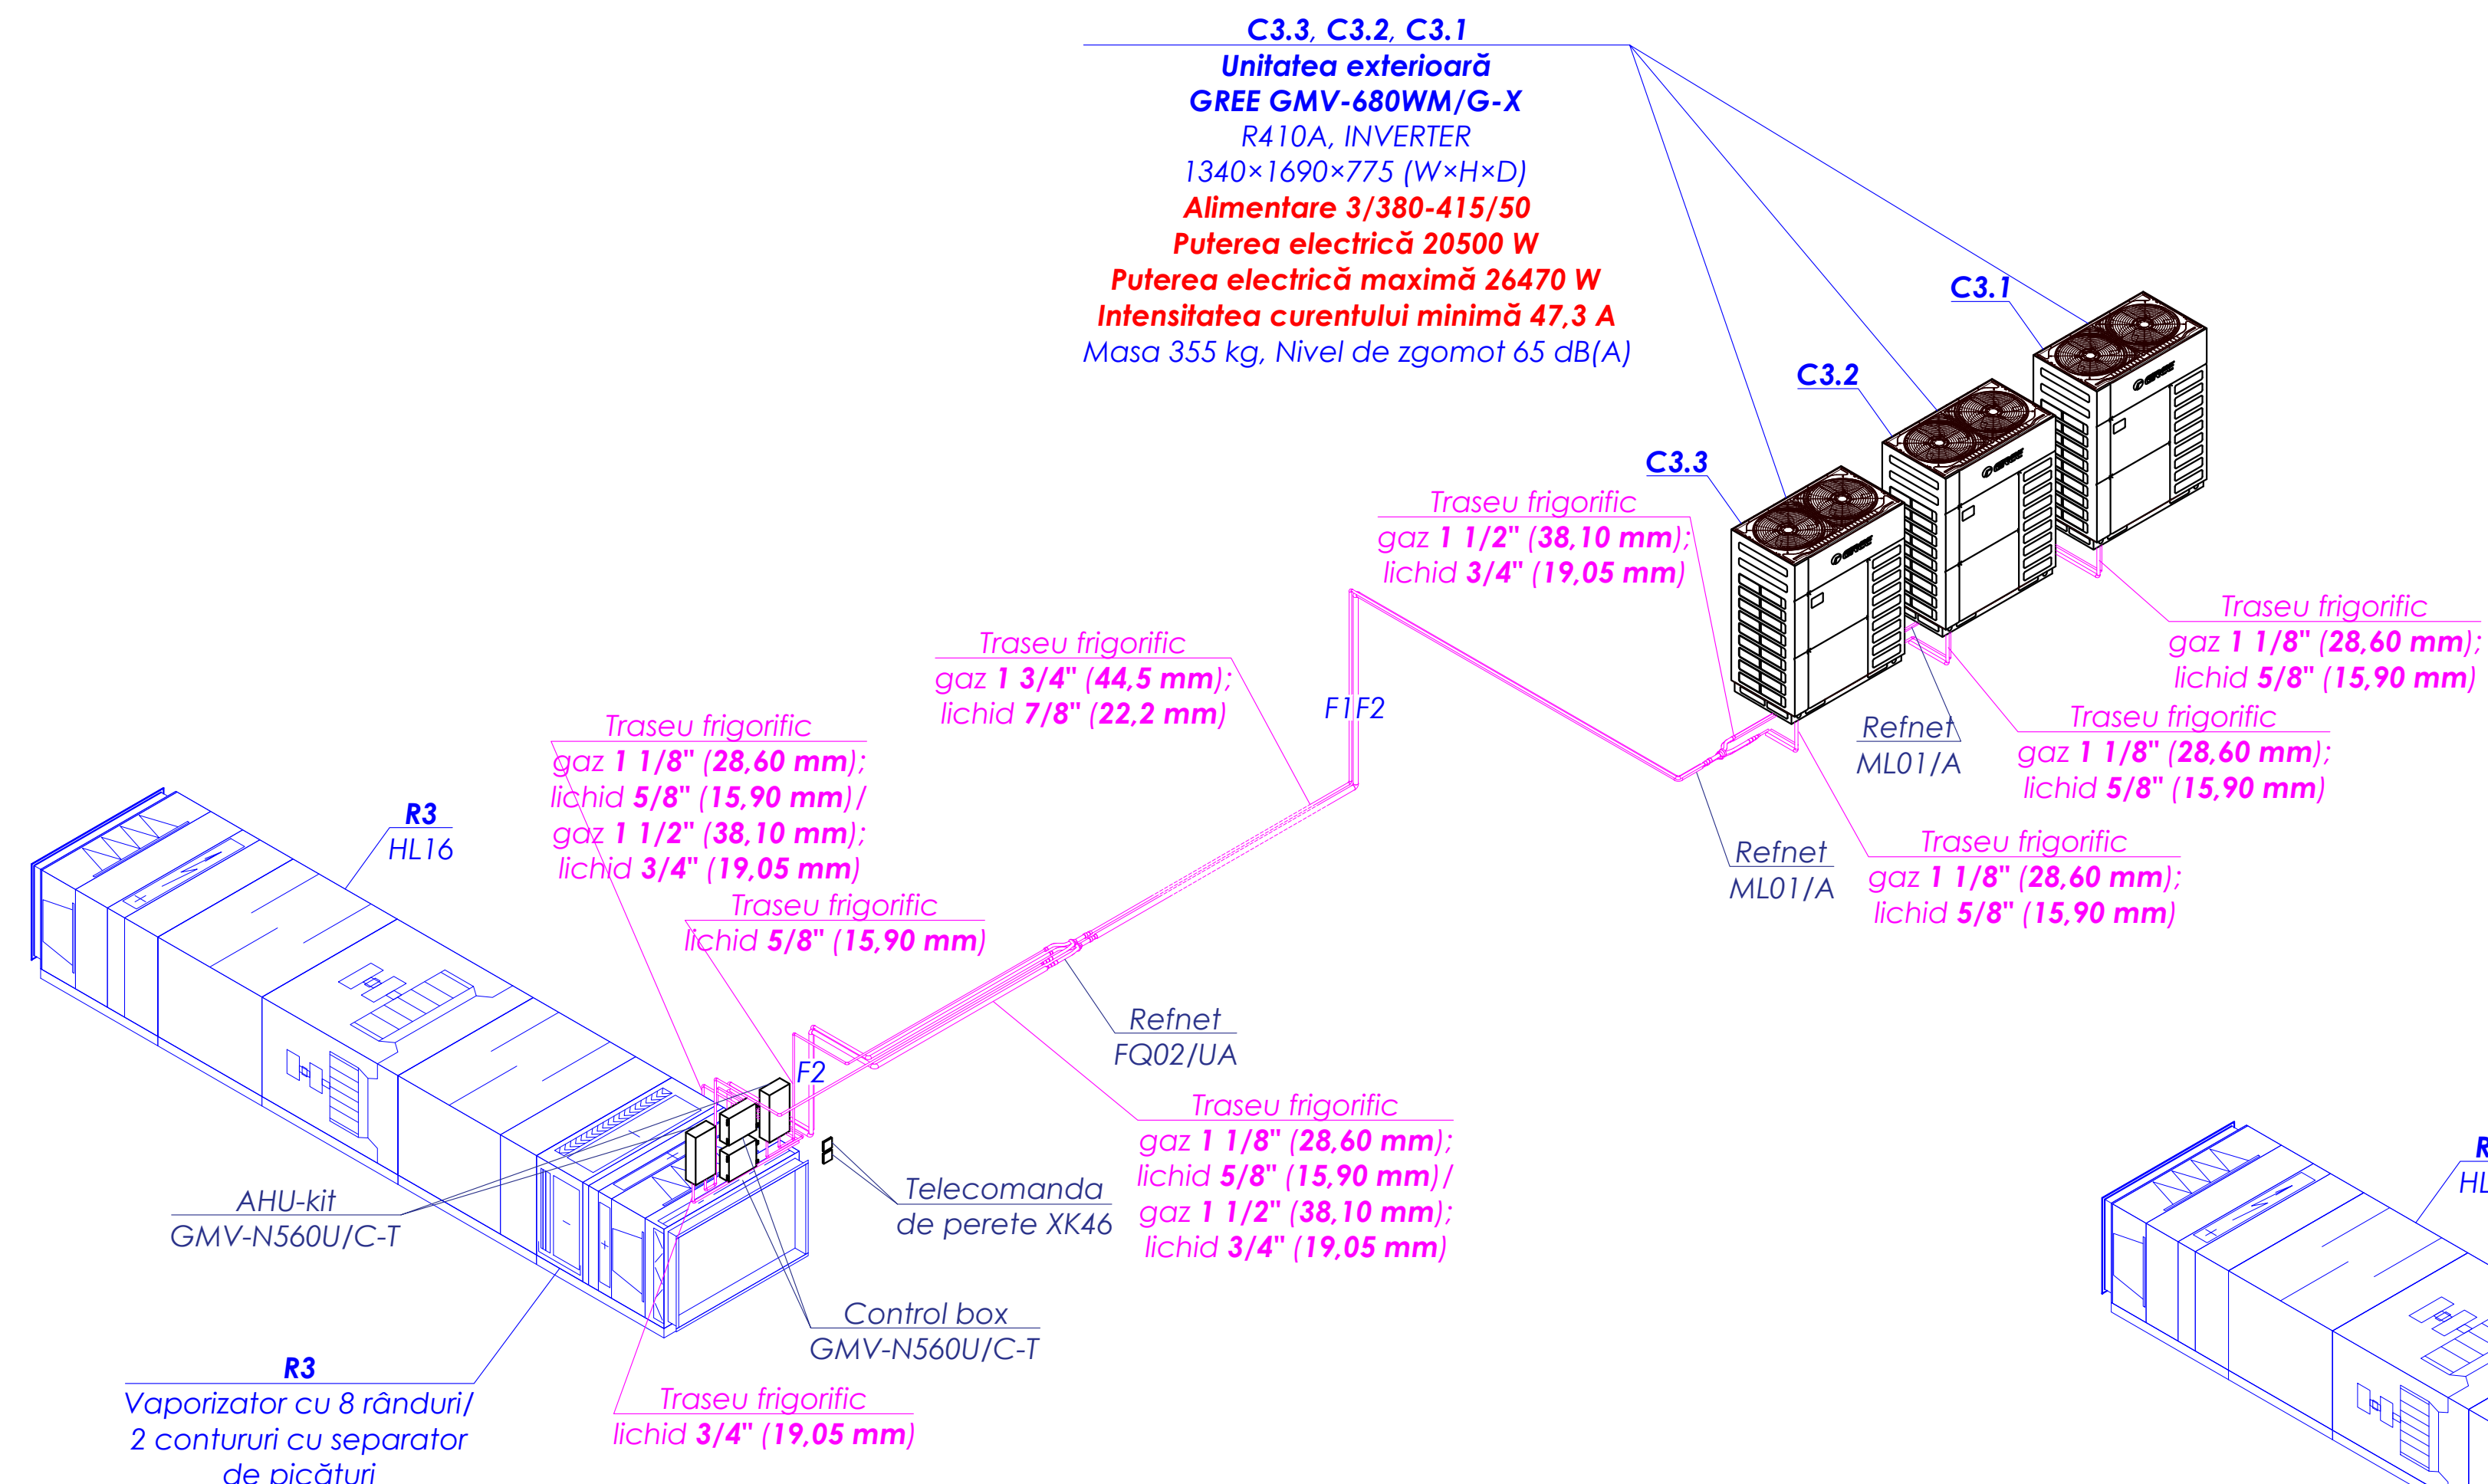 C3.3, C3.2, C3.1
Unitatea exterioară
GREE GMV-680WM/G-X
R410A, INVERTER
1340×1690×775 (W×H×D)
Alimentare 3/380-415/50
Puterea electrică 20500 W
Puterea electrică maximă 26470 W
Intensitatea curentului minimă 47,3 A
Masa 355 kg, Nivel de zgomot 65 dB(A)
C3.1
C3.2
C3.3
GREE
GREE
GREE
Traseu frigorific
gaz 1 1/2" (38,10 mm);
lichid 3/4" (19,05 mm)
Traseu frigorific
gaz 1 1/8" (28,60 mm);
lichid 5/8" (15,90 mm)
Traseu frigorific
gaz 1 3/4" (44,5 mm);
lichid 7/8" (22,2 mm)
F1 F2
Refnet
ML01/A
Traseu frigorific
gaz 1 1/8" (28,60 mm);
lichid 5/8" (15,90 mm)
Traseu frigorific
gaz 1 1/8" (28,60 mm);
lichid 5/8" (15,90 mm)/
gaz 1 1/2" (38,10 mm);
lichid 3/4" (19,05 mm)
R3
HL16
Refnet
ML01/A
Traseu frigorific
gaz 1 1/8" (28,60 mm);
lichid 5/8" (15,90 mm)
Traseu frigorific
lichid 5/8" (15,90 mm)
Refnet
FQ02/UA
F2
Traseu frigorific
gaz 1 1/8" (28,60 mm);
lichid 5/8" (15,90 mm)/
gaz 1 1/2" (38,10 mm);
lichid 3/4" (19,05 mm)
Telecomanda
de perete XK46
AHU-kit
GMV-N560U/C-T
Control box
GMV-N560U/C-T
R3
Vaporizator cu 8 rânduri/
2 contururi cu separator
de picături
Traseu frigorific
lichid 3/4" (19,05 mm)